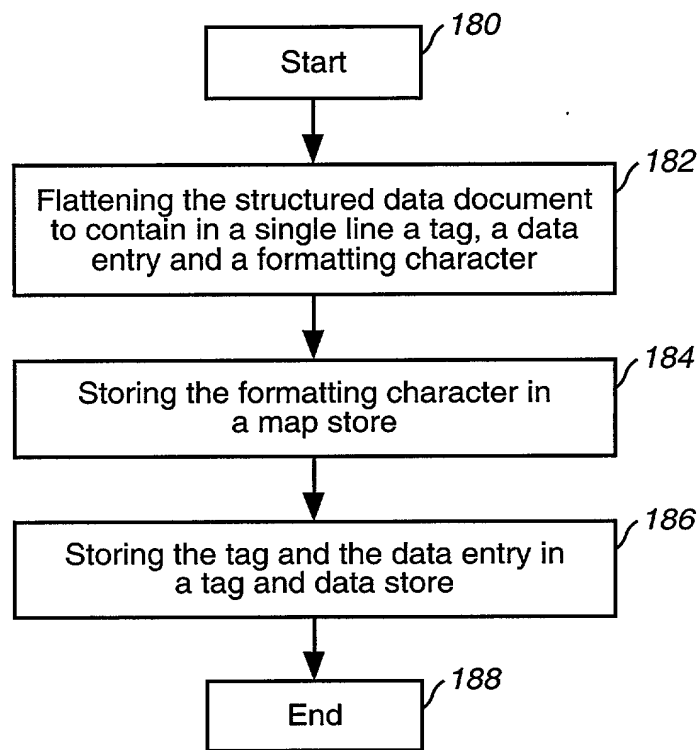 180
Start
182
Flattening the structured data document
to contain in a single line a tag, a data
entry and a formatting character
184
Storing the formatting character in
a map store
186
Storing the tag and the data entry in
a tag and data store
188
End